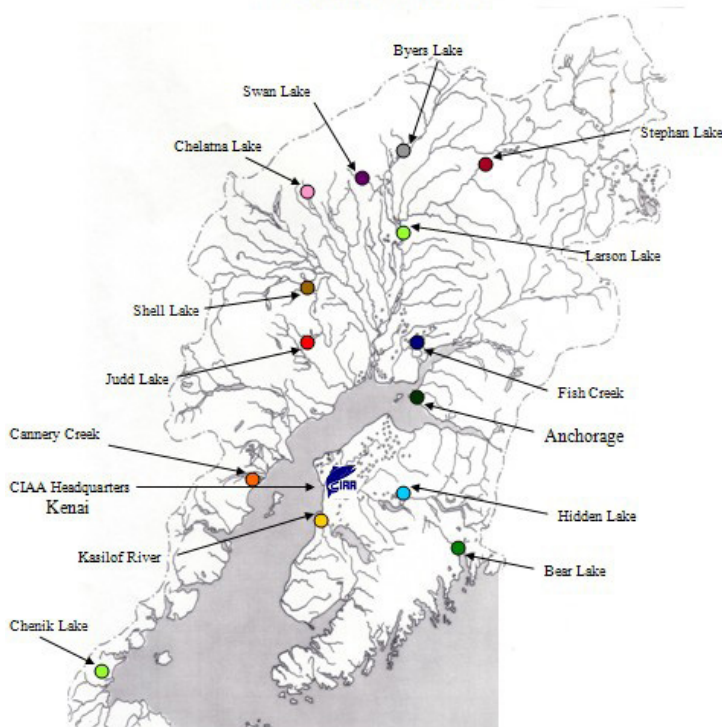 Byers Lake
Swan Lake
Stephan Lake
Chelatna Lake
Larson Lake
Shell Lake
Judd Lake
Fish Creek
Anchorage
Cannery Creek
CIAA Headquarters
Kenai
CIAA
Hidden Lake
Kasilof River
Bear Lake
Chenik Lake